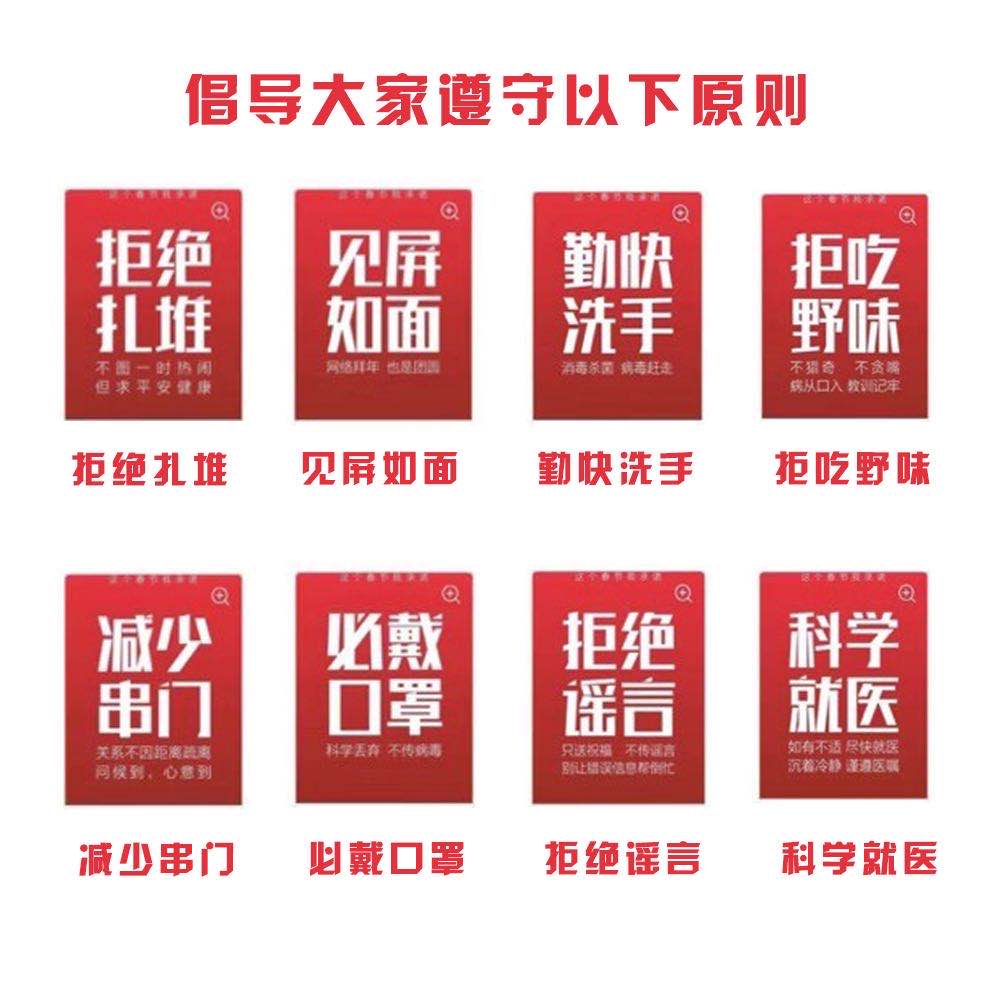 倡导大家遵守以下原则
这个春节我承诺
拒绝
扎堆
不图一时热闹
但求平安健康
拒绝扎堆
这个春节我承诺
见屏
如面
网络拜年 也是团圆
见屏如面
这个春节我承诺
勤快
洗手
消毒杀菌 病毒赶走
勤快洗手
这个春节我承诺
拒吃
野味
不猎奇 不贪嘴
病从口入 教训记牢
拒吃野味
这个春节我承诺
减少
串门
关系不因距离疏离
问候到,心意到
减少串门
这个春节我承诺
必戴
口罩
科学丢弃 不传病毒
必戴口罩
这个春节我承诺
拒绝
谣言
只送祝福 不传谣言
别让错误信息帮倒忙
拒绝谣言
这个春节我承诺
科学
就医
如有不适 尽快就医
沉着冷静 谨遵医嘱
科学就医